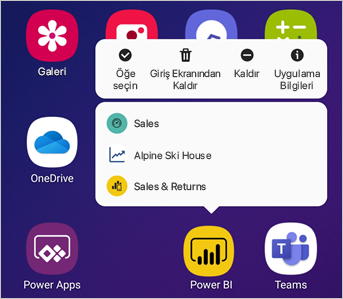 Galeri
Öğe
seçin
Giriş Ekranından
Kaldır
Kaldır
Uygulama
Bilgileri
Sales
Alpine Ski House
Sales & Returns
OneDrive
Power Apps
Power BI
Teams